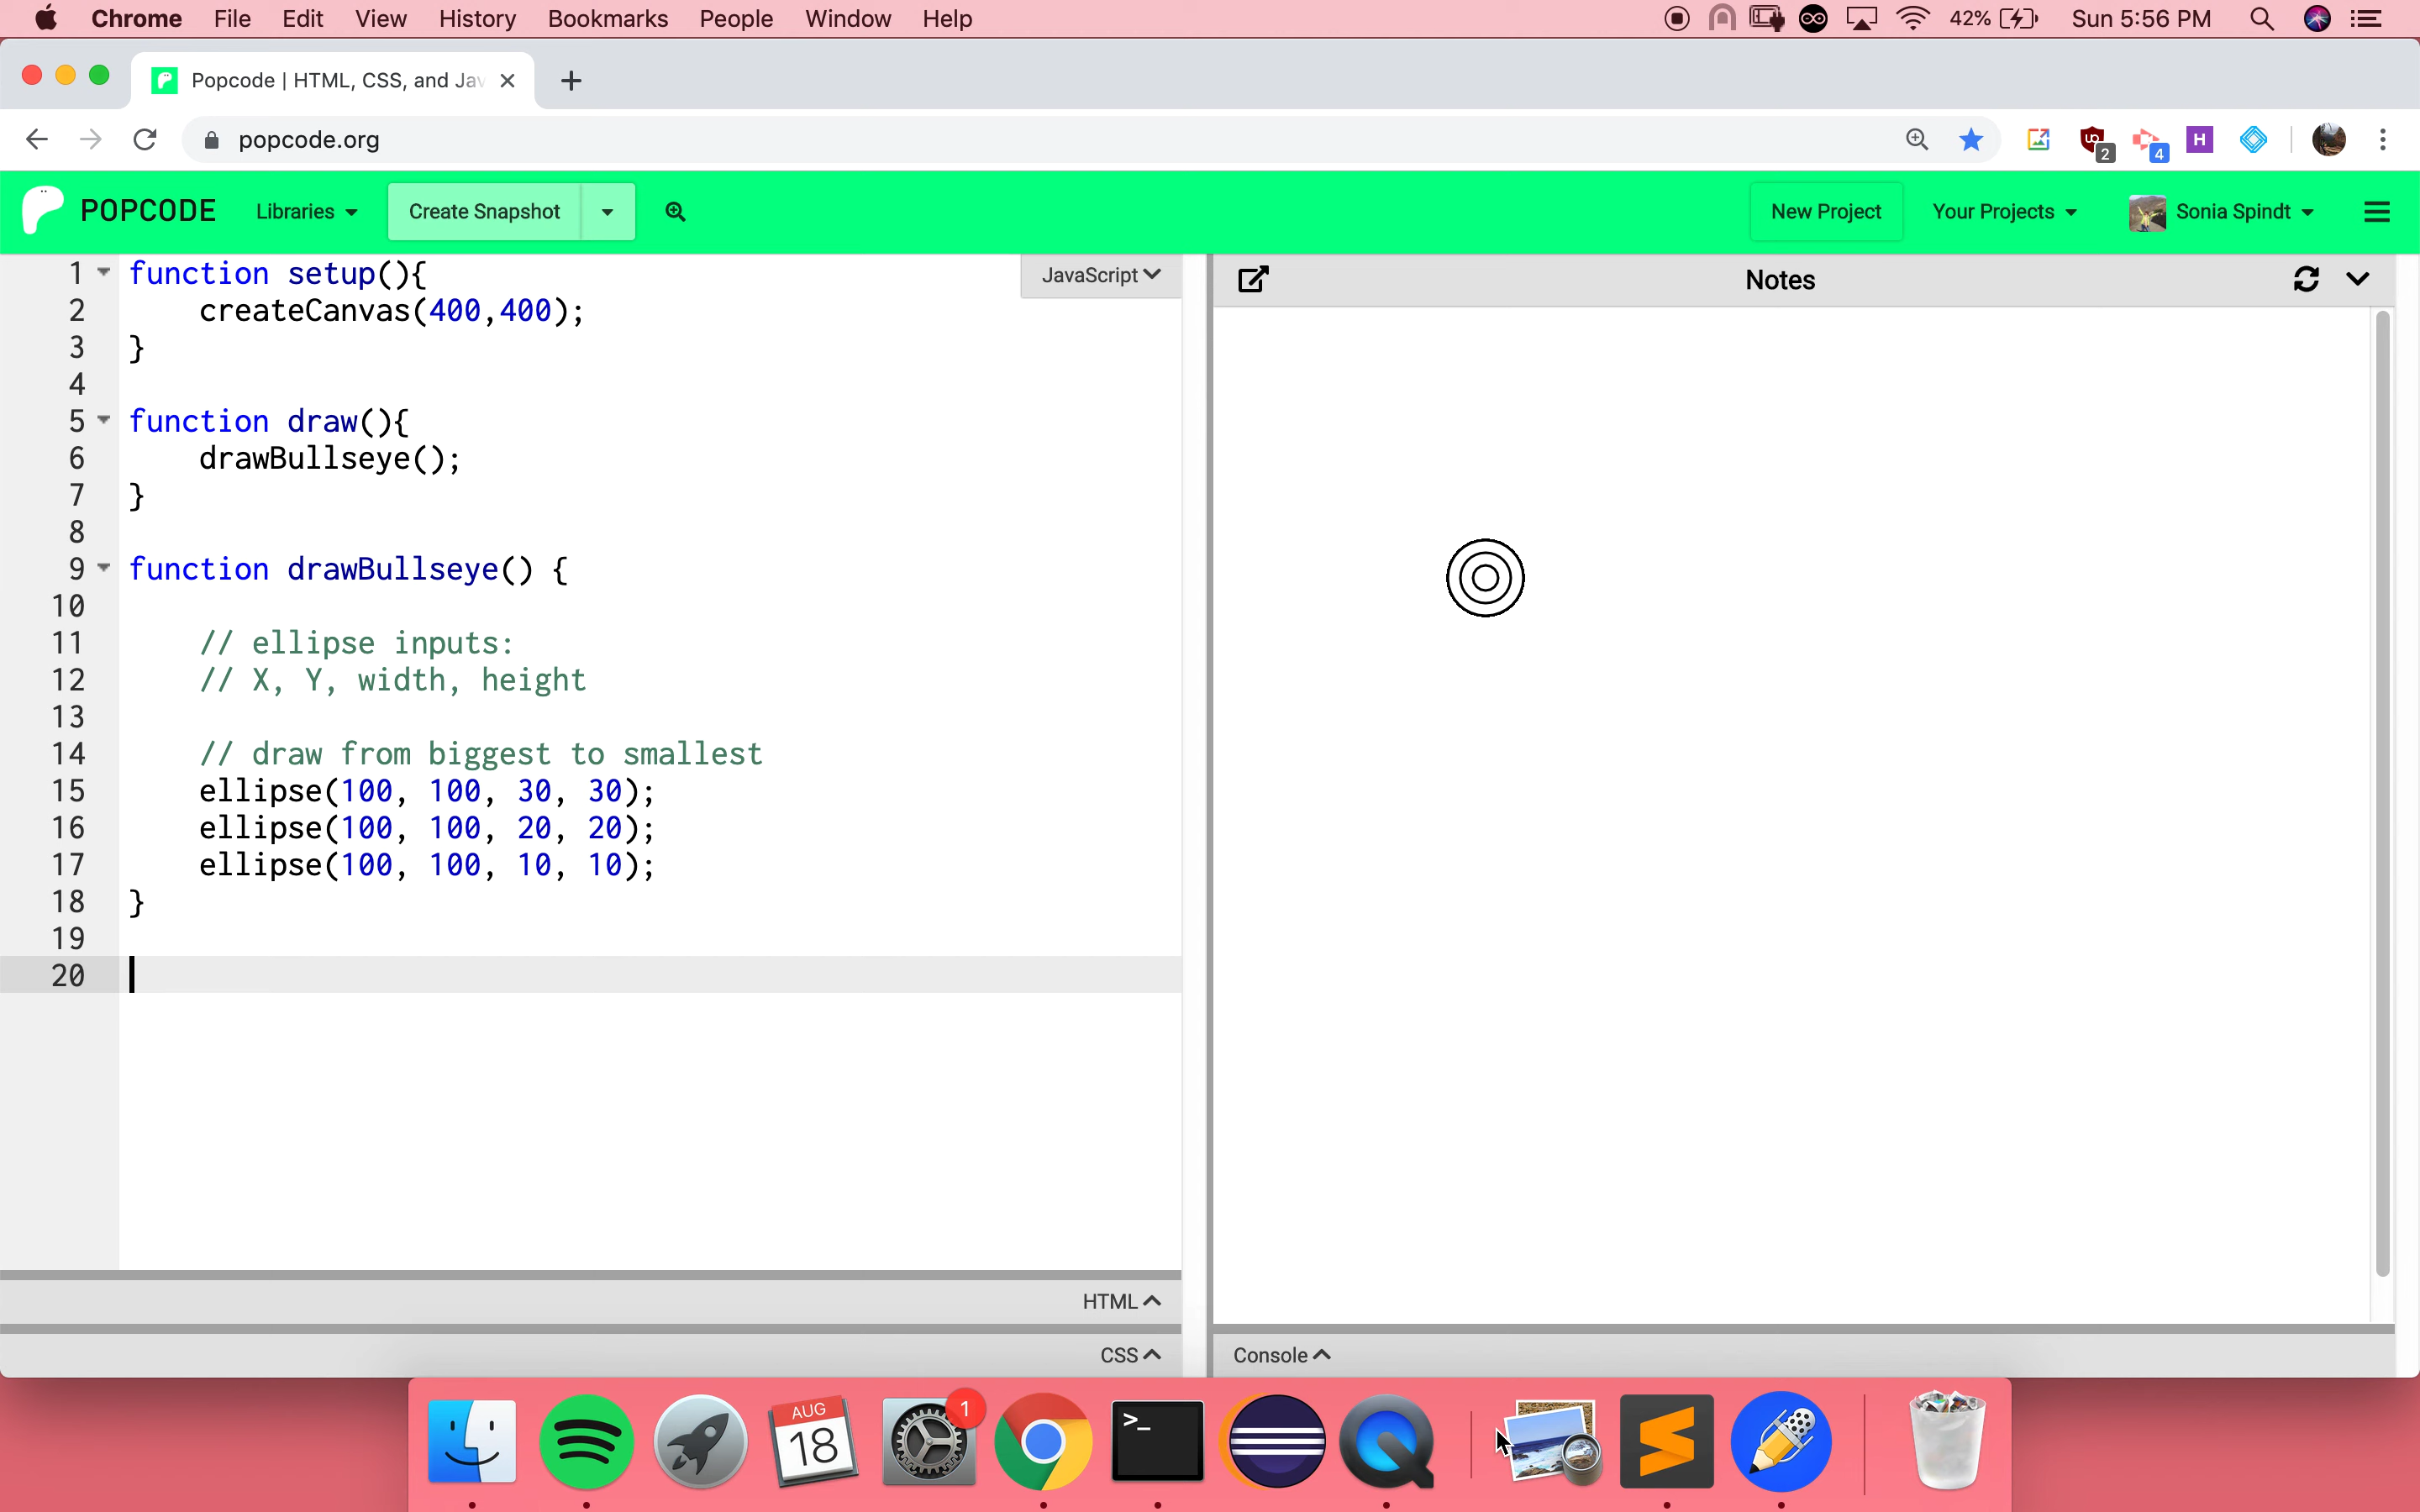 Chrome File Edit View History Bookmarks People Window Help 42% Sun 5:56 PM
Popcode | HTML, CSS, and Jav
popcode.org
2 4 H
POPCODE Libraries Create Snapshot New Project Your Projects Sonia Spindt
JavaScript
1 function setup(){
2 createCanvas(400,400);
3 }
4
5 function draw(){
6 drawBullseye();
7 }
8
9 function drawBullseye() {
10
11 // ellipse inputs:
12 // X, Y, width, height
13
14 // draw from biggest to smallest
15 ellipse(100, 100, 30, 30);
16 ellipse(100, 100, 20, 20);
17 ellipse(100, 100, 10, 10);
18 }
19
20
HTML
CSS
Notes
Console
AUG
18
1
>_